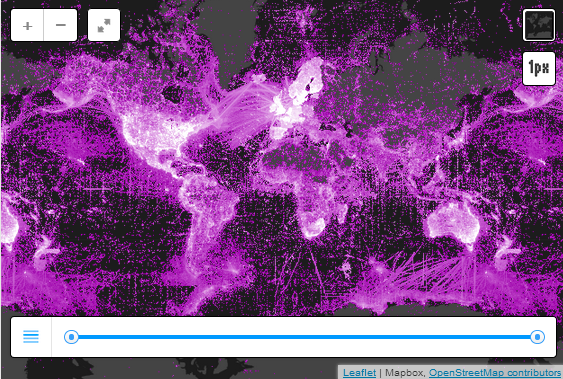 + −
1px
Leaflet | Mapbox, OpenStreetMap contributors